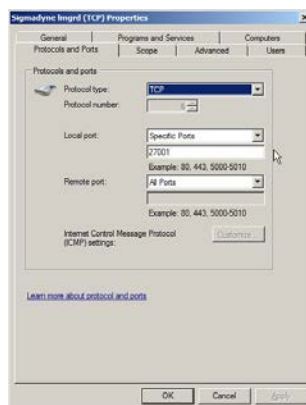 Sigmadyne lmgrd (TCP) Properties
General Programs and Services Computers
Protocols and Ports Scope Advanced Users
Protocols and ports
Protocol type: TCP
Protocol number: 6
Local port: Specific Ports
27001
Example: 80, 443, 5000-5010
Remote port: All Ports
Example: 80, 443, 5000-5010
Internet Control Message Protocol
(ICMP) settings: Customize...
Learn more about protocol and ports
OK Cancel Apply